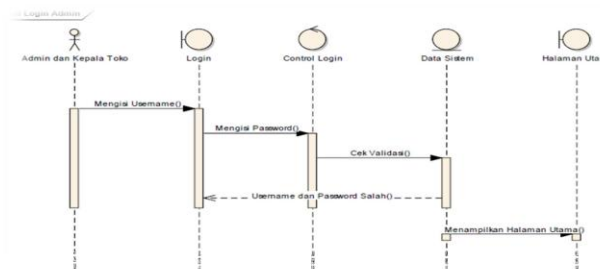 Login Admin
Admin dan Kepala Toko
Login
Control Login
Data Sistem
Halaman Uta
Mengisi Username()
Mengisi Password()
Cek Validasi()
Username dan Password Salah()
Menampilkan Halaman Utama()